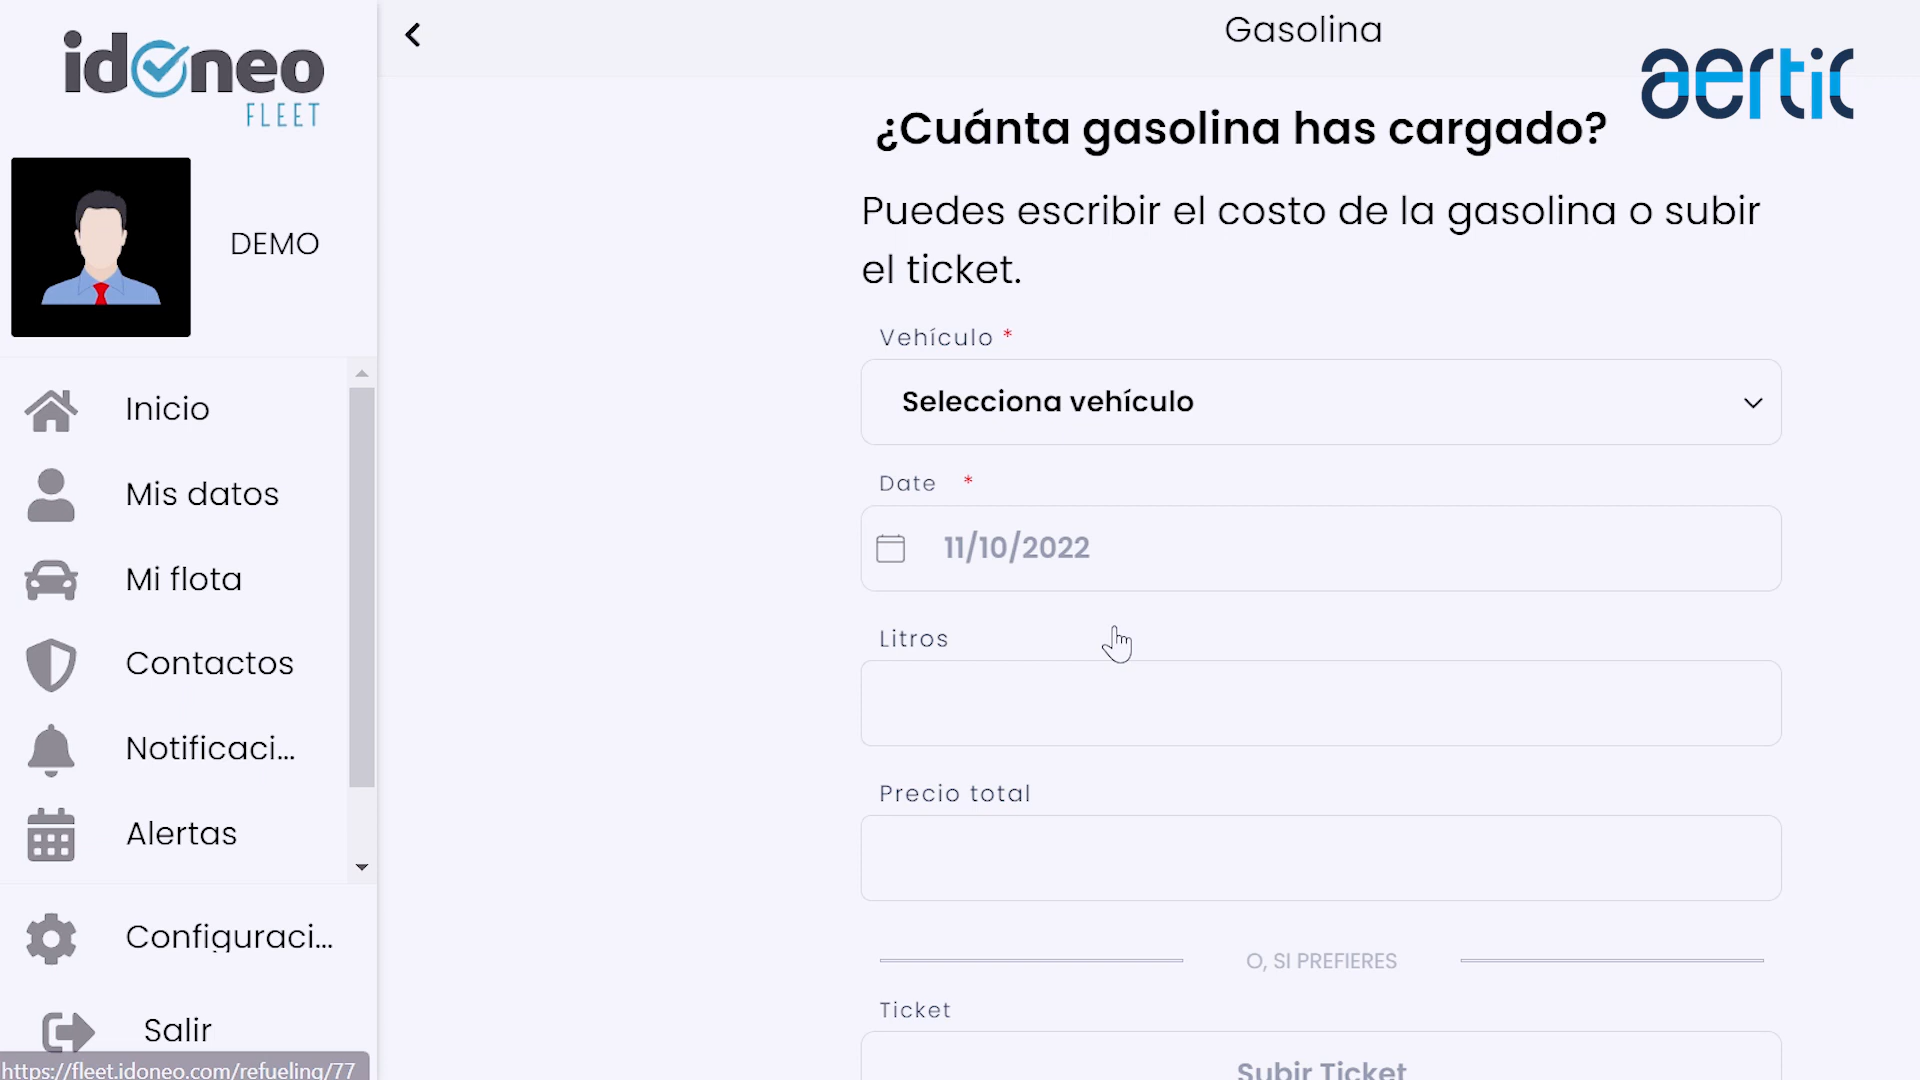 idoneo
FLEET
DEMO
Inicio
Mis datos
Mi flota
Contactos
Notificaci...
Alertas
Configuraci...
Salir
https://fleet.idoneo.com/refueling/77
Gasolina
aertic
¿Cuánta gasolina has cargado?
Puedes escribir el costo de la gasolina o subir
el ticket.
Vehículo *
Selecciona vehículo
Date *
11/10/2022
Litros
Precio total
O, SI PREFIERES
Ticket
Subir Ticket